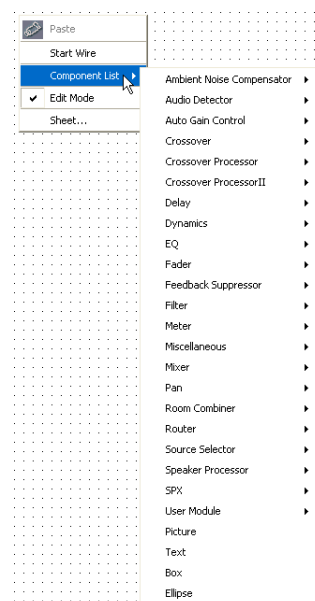 Paste
Start Wire
Component List
Edit Mode
Sheet...
Ambient Noise Compensator
Audio Detector
Auto Gain Control
Crossover
Crossover Processor
Crossover ProcessorII
Delay
Dynamics
EQ
Fader
Feedback Suppressor
Filter
Meter
Miscellaneous
Mixer
Pan
Room Combiner
Router
Source Selector
Speaker Processor
SPX
User Module
Picture
Text
Box
Ellipse